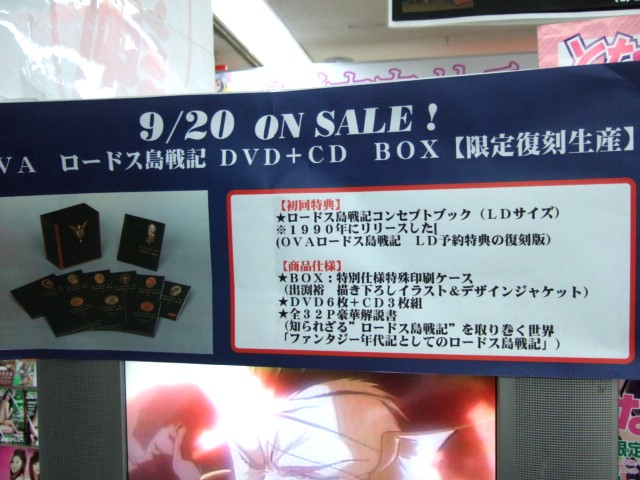 9/20 ON SALE!
VA ロードス島戦記 DVD+CD BOX【限定復刻生産】
【初回特典】
★ロードス島戦記コンセプトブック（LDサイズ）
※1990年にリリースした[
(OVAロードス島戦記 LD予約特典の復刻版)
【商品仕様】
★BOX：特別仕様特殊印刷ケース
（出渕裕 描き下ろしイラスト＆デザインジャケット）
★DVD6枚+CD3枚組
★全32P豪華解説書
（知られざる"ロードス島戦記"を取り巻く世界
「ファンタジー年代記としてのロードス島戦記」）